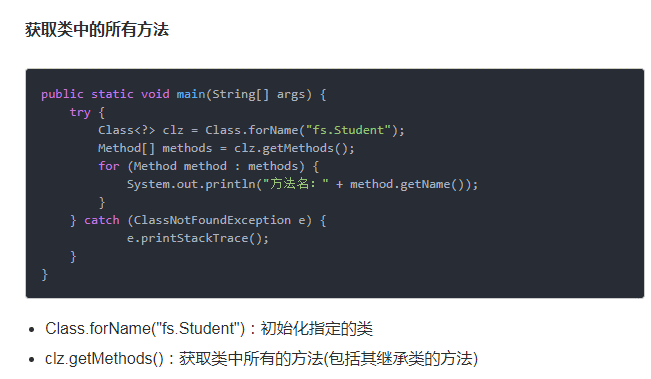 获取类中的所有方法
public static void main(String[] args) {
    try {
        Class<?> clz = Class.forName("fs.Student");
        Method[] methods = clz.getMethods();
        for (Method method : methods) {
            System.out.println("方法名：" + method.getName());
        }
    } catch (ClassNotFoundException e) {
            e.printStackTrace();
    }
}
• Class.forName("fs.Student")：初始化指定的类
• clz.getMethods()：获取类中所有的方法(包括其继承类的方法)